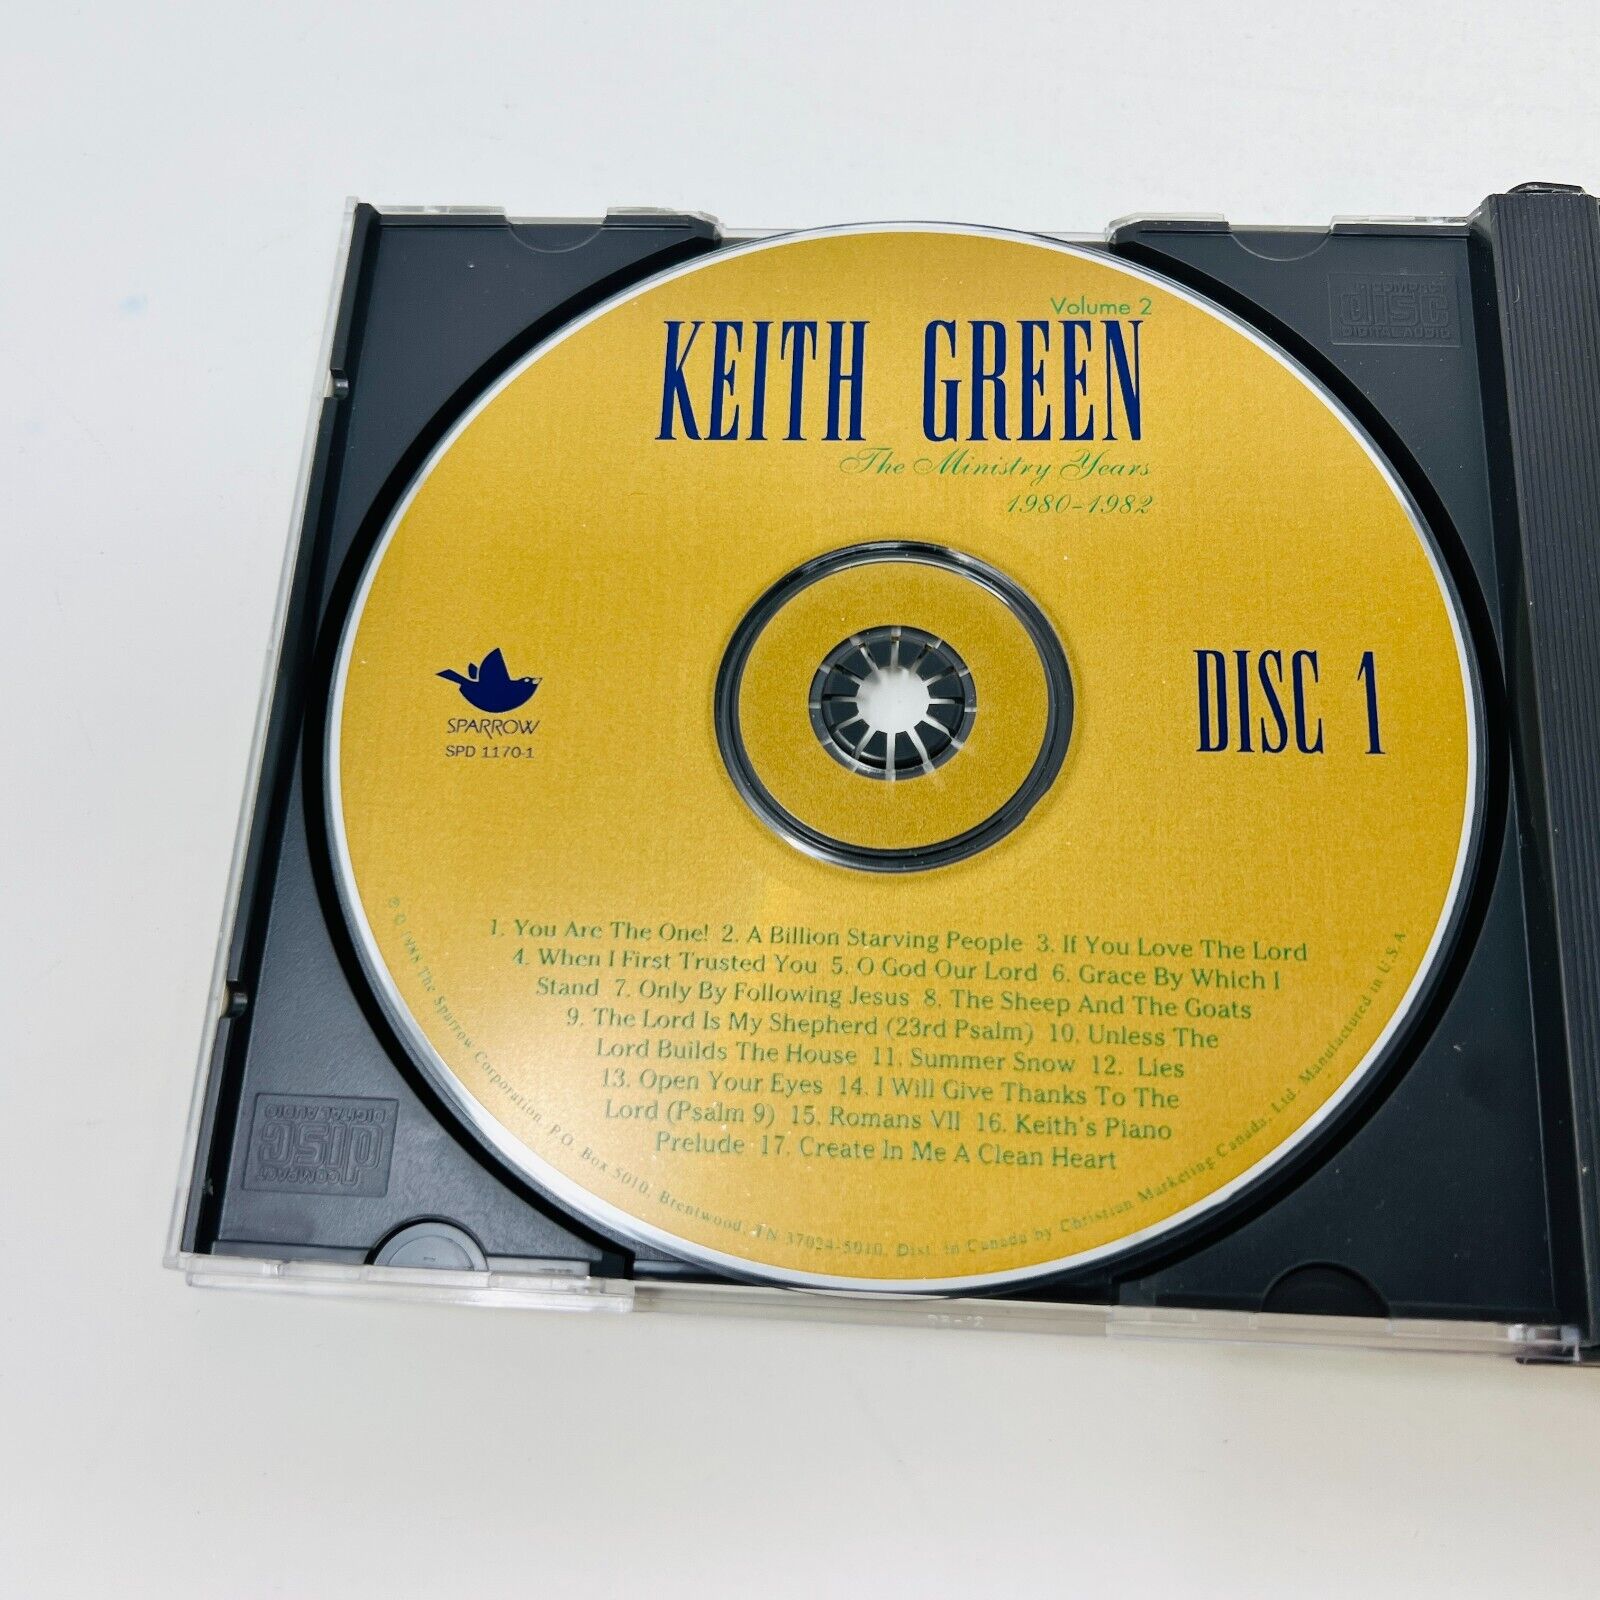 Volume 2
KEITH GREEN
The Ministry Years
1980-1982
DISC 1
SPARROW
SPD 1170-1
1. You Are The One! 2. A Billion Starving People 3. If You Love The Lord
4. When I First Trusted You 5. O God Our Lord 6. Grace By Which I
Stand 7. Only By Following Jesus 8. The Sheep And The Goats
9. The Lord Is My Shepherd (23rd Psalm) 10. Unless The
Lord Builds The House 11. Summer Snow 12. Lies
13. Open Your Eyes 14. I Will Give Thanks To The
Lord (Psalm 9) 15. Romans VII 16. Keith's Piano
Prelude 17. Create In Me A Clean Heart
℗ © 1988 The Sparrow Corporation, P.O. Box 5010, Brentwood, TN 37024-5010, Dist. in Canada by Christian Marketing Canada, Ltd. Manufactured in U.S.A.
COMPACT
disc
DIGITAL AUDIO
COMPACT
disc
DIGITAL AUDIO